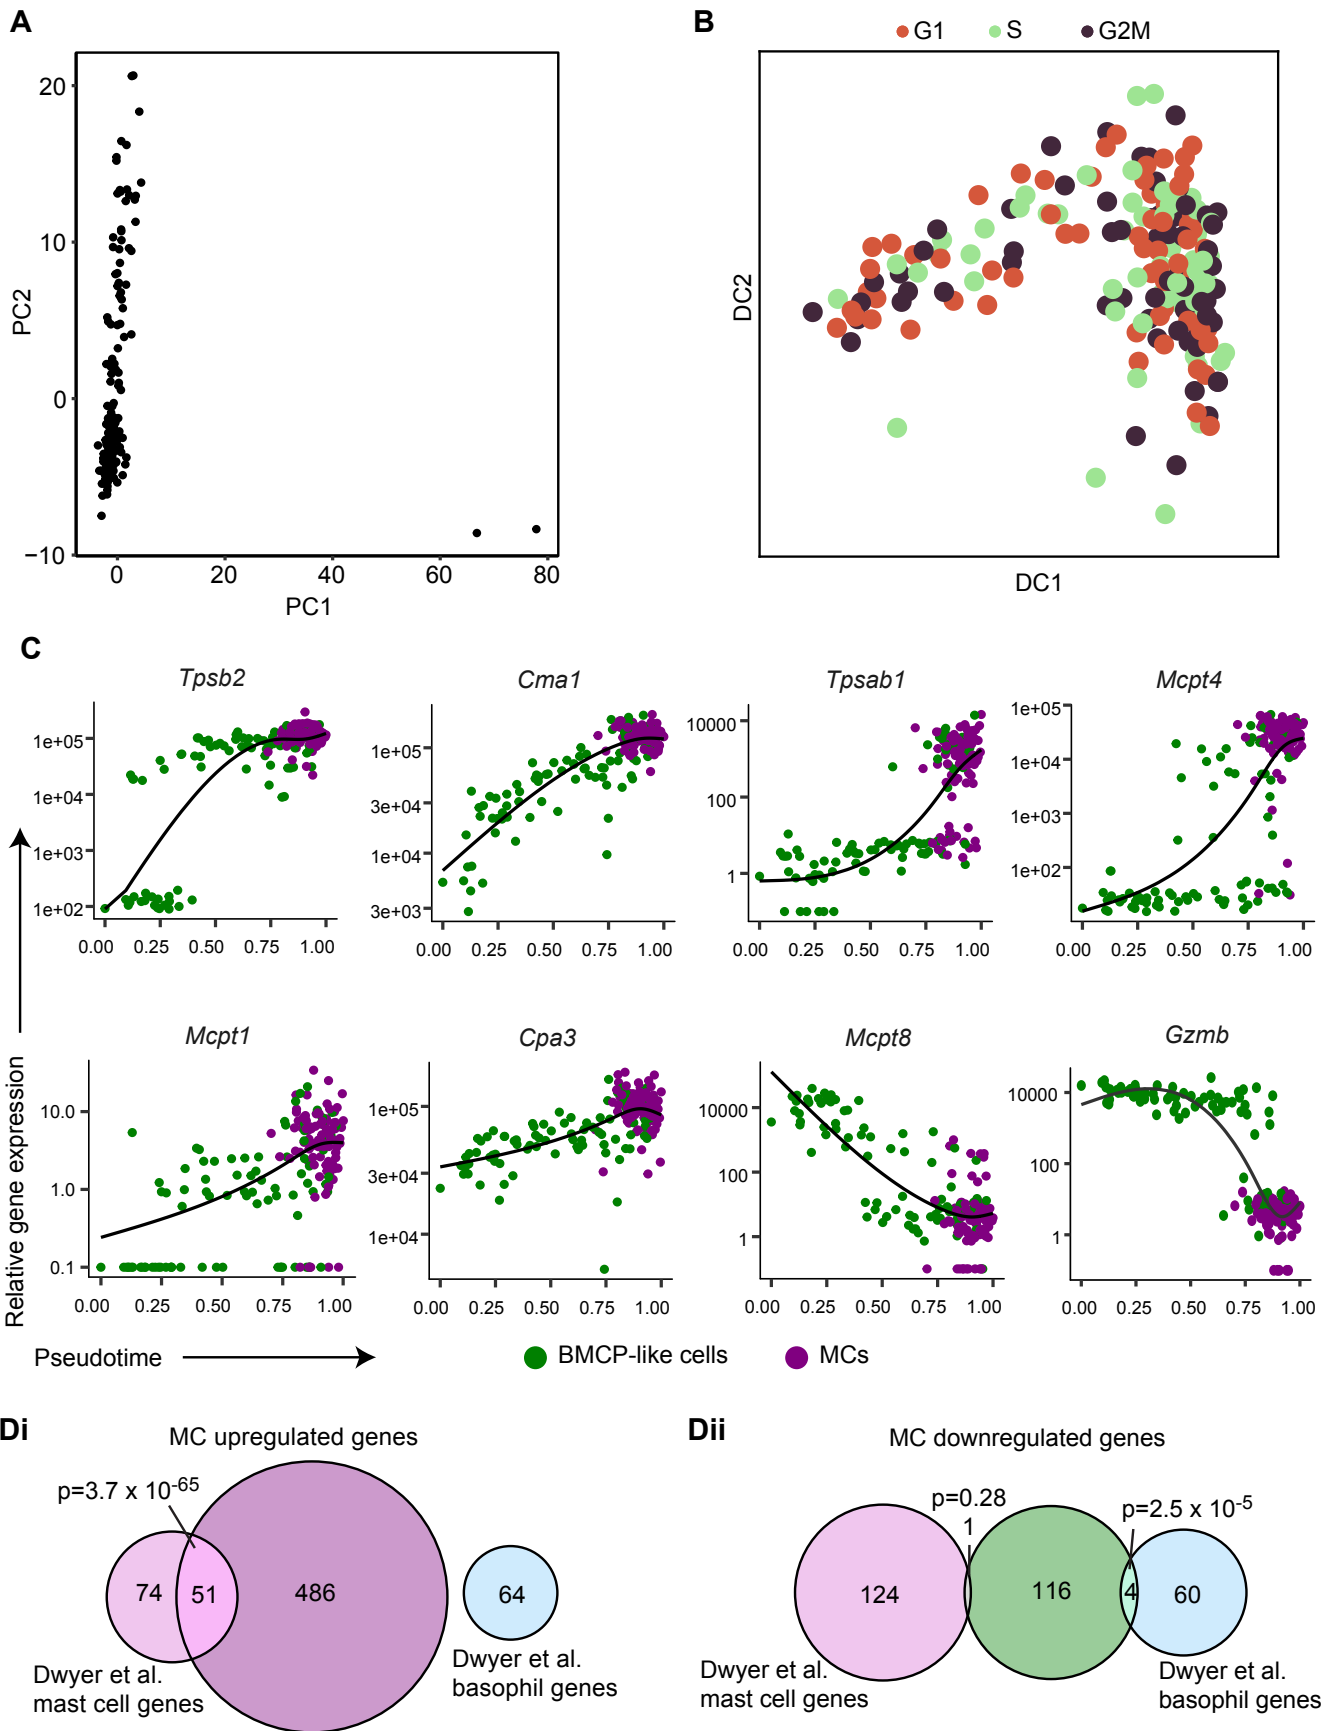 A
20
10
0
−10
PC2
0
20
40
60
80
PC1
B
G1
S
G2M
DC2
DC1
C
Relative gene expression
Tpsb2
1e+05
1e+04
1e+03
1e+02
0.00 0.25 0.50 0.75 1.00
Cma1
1e+05
3e+04
1e+04
3e+03
0.00 0.25 0.50 0.75 1.00
Tpsab1
10000
100
1
0.00 0.25 0.50 0.75 1.00
Mcpt4
1e+05
1e+04
1e+03
1e+02
0.00 0.25 0.50 0.75 1.00
Mcpt1
10.0
1.0
0.1
0.00 0.25 0.50 0.75 1.00
Cpa3
1e+05
3e+04
1e+04
0.00 0.25 0.50 0.75 1.00
Mcpt8
10000
100
1
0.00 0.25 0.50 0.75 1.00
Gzmb
10000
100
1
0.00 0.25 0.50 0.75 1.00
Pseudotime
BMCP-like cells
MCs
Di
MC upregulated genes
p=3.7 x 10-65
74
51
486
64
Dwyer et al.
mast cell genes
Dwyer et al.
basophil genes
Dii
MC downregulated genes
p=0.28
1
p=2.5 x 10-5
124
116
4
60
Dwyer et al.
mast cell genes
Dwyer et al.
basophil genes